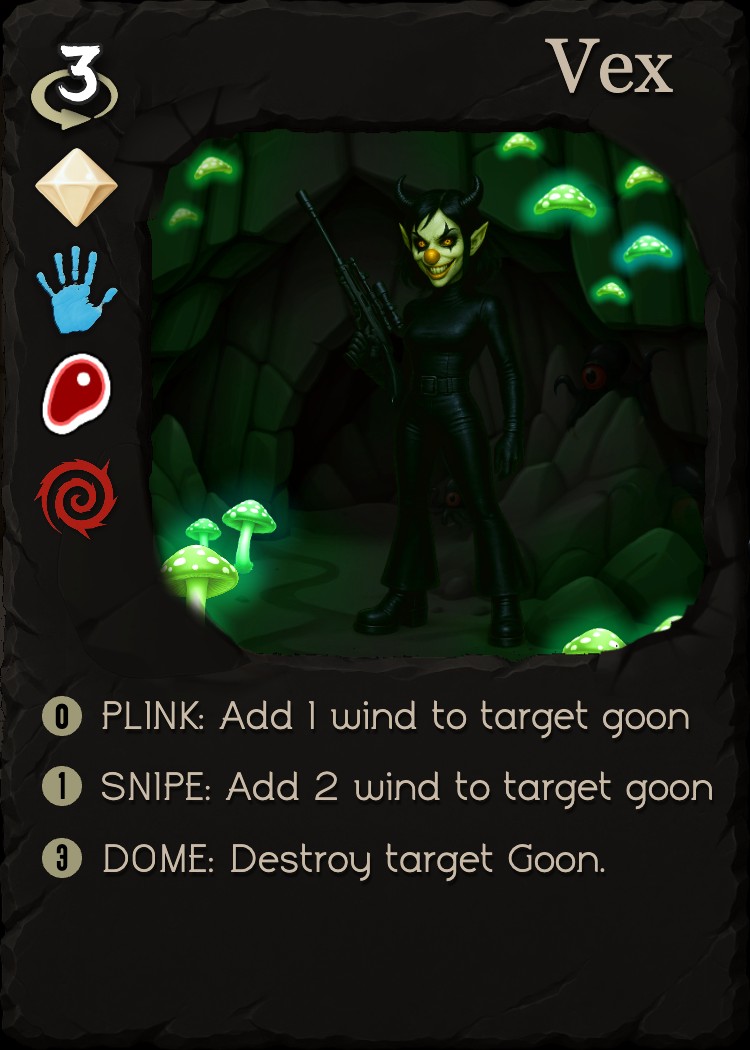 3
Vex
0 PLINK: Add 1 wind to target goon
1 SNIPE: Add 2 wind to target goon
3 DOME: Destroy target Goon.